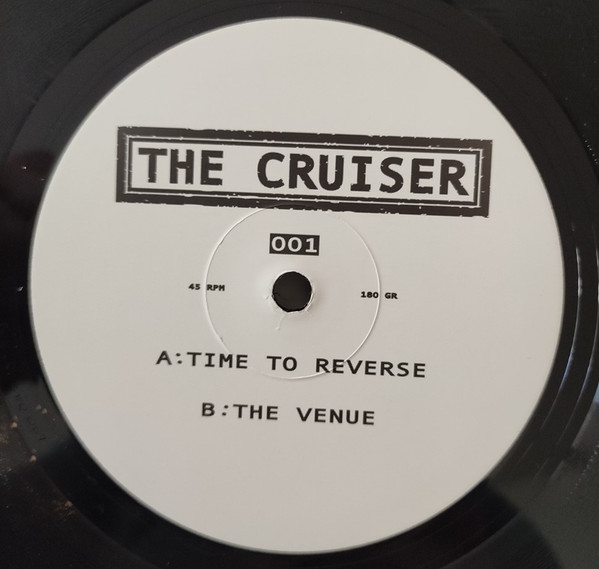 THE CRUISER
001
45 RPM 180 GR
A:TIME TO REVERSE
B:THE VENUE